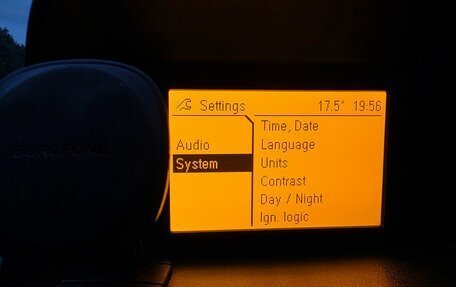 Settings 17.5° 19:56
Audio
System
Time, Date
Language
Units
Contrast
Day / Night
Ign. logic